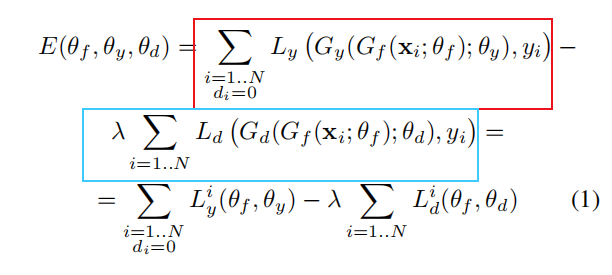 E(θ_f, θ_y, θ_d) = ∑_{i=1..N, d_i=0} L_y (G_y(G_f(x_i; θ_f); θ_y), y_i) −
λ ∑_{i=1..N} L_d (G_d(G_f(x_i; θ_f); θ_d), y_i) =
= ∑_{i=1..N, d_i=0} L_y^i(θ_f, θ_y) − λ ∑_{i=1..N} L_d^i(θ_f, θ_d) (1)